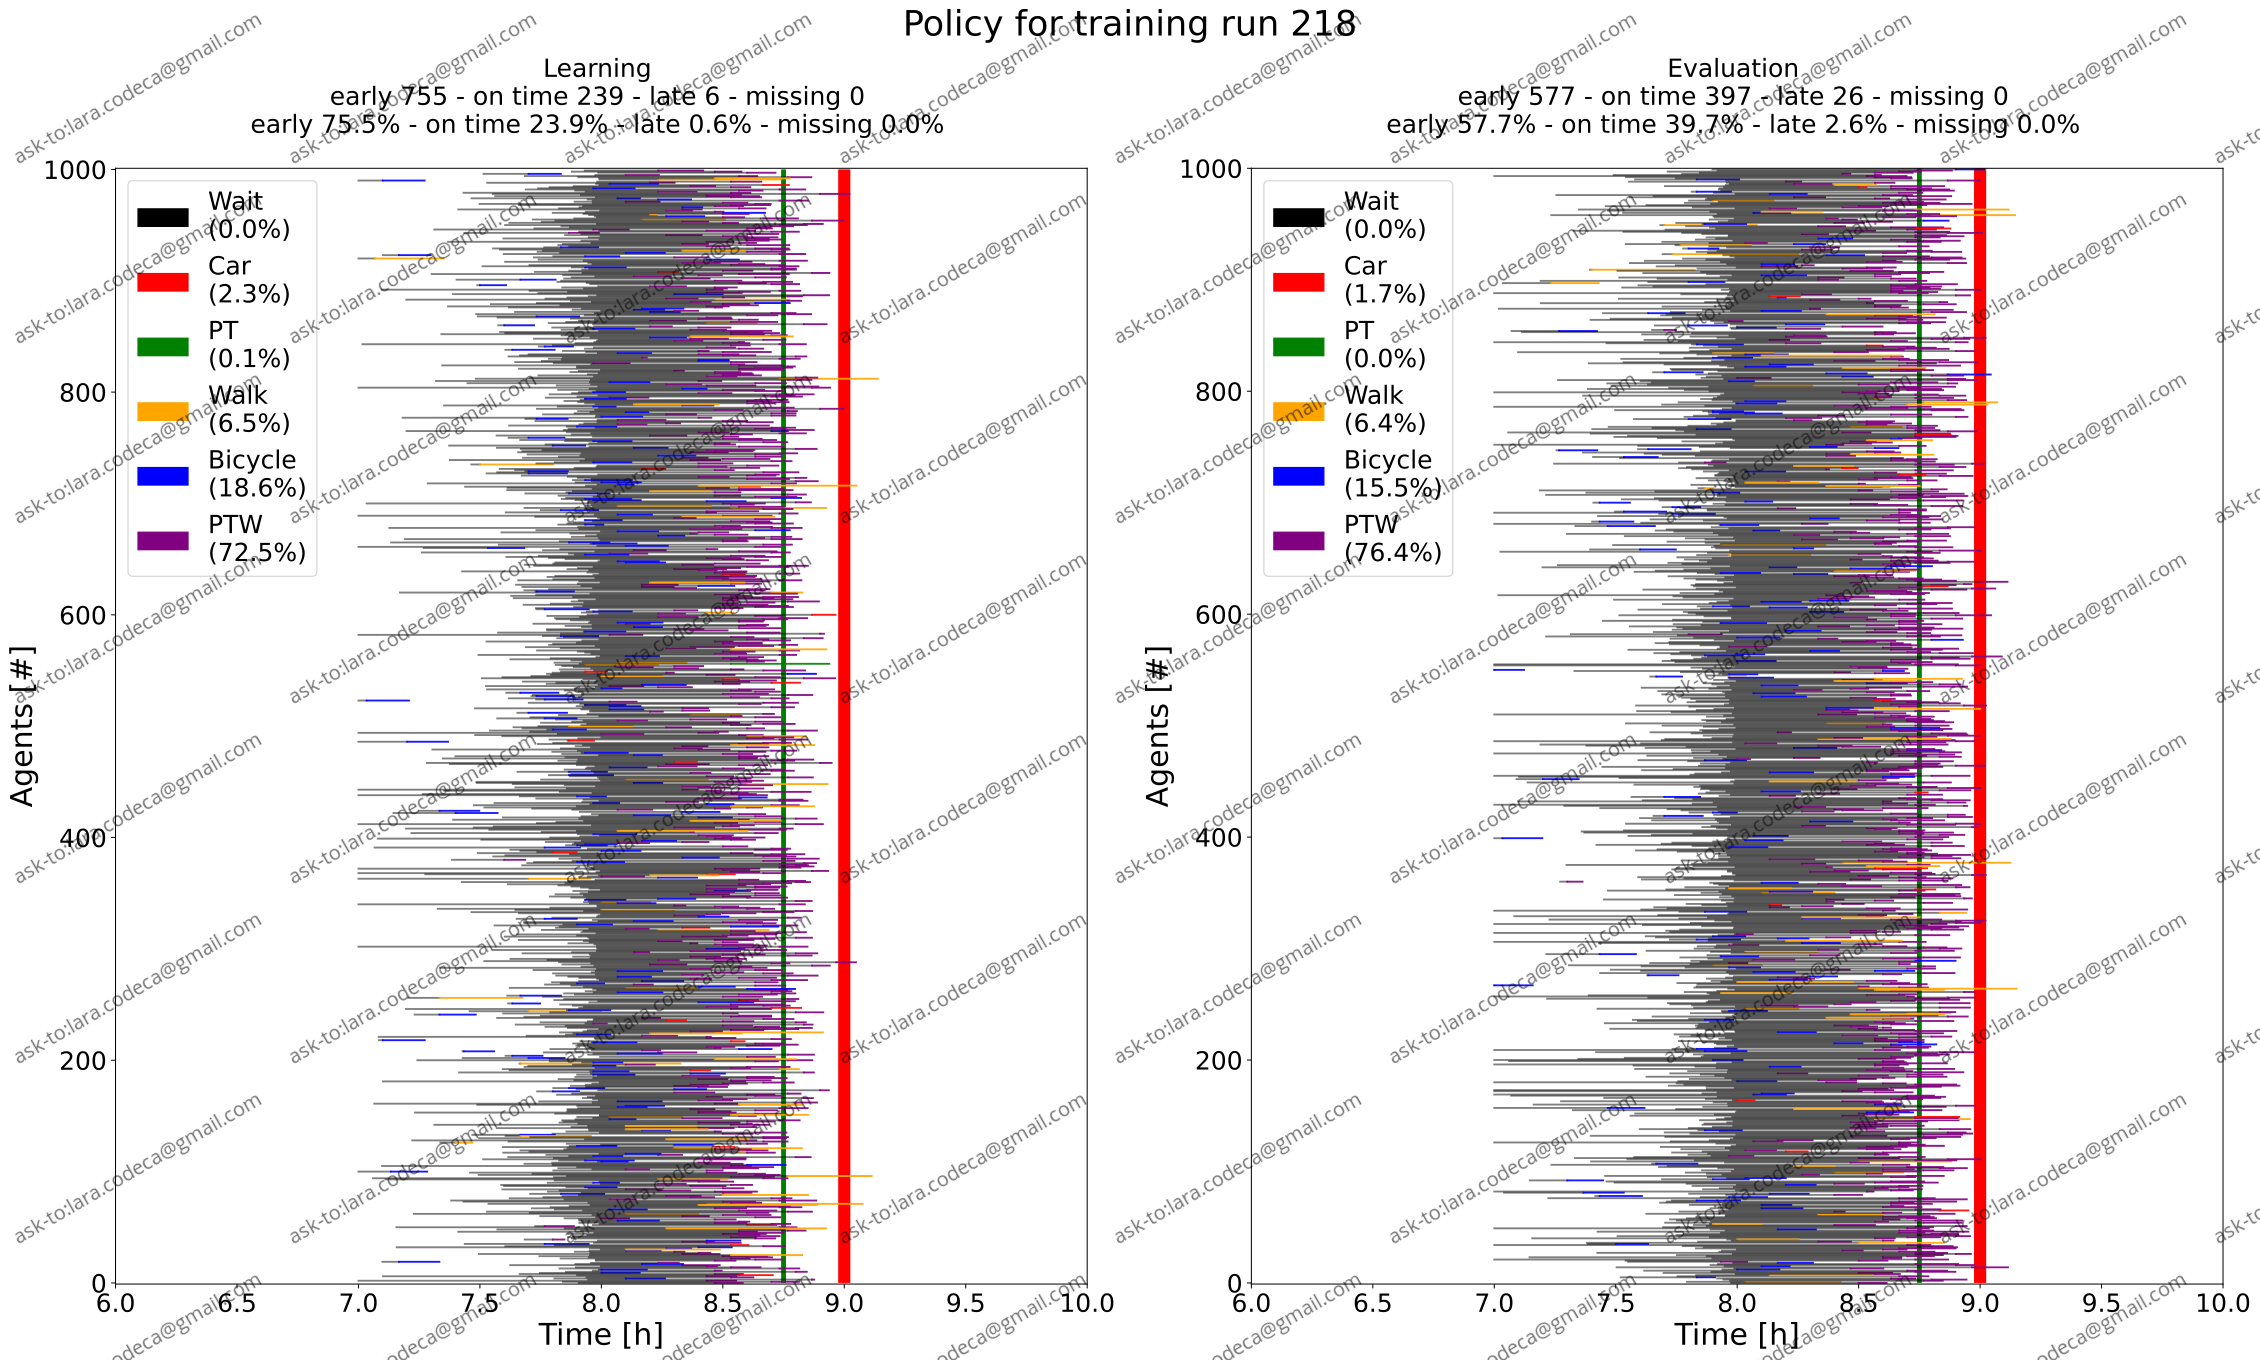 Policy for training run 218
Learning
early 755 - on time 239 - late 6 - missing 0
early 75.5% - on time 23.9% - late 0.6% - missing 0.0%
1000
800
600
400
200
0
Agents [#]
Wait
(0.0%)
Car
(2.3%)
PT
(0.1%)
Walk
(6.5%)
Bicycle
(18.6%)
PTW
(72.5%)
6.0 6.5 7.0 7.5 8.0 8.5 9.0 9.5 10.0
Time [h]
Evaluation
early 577 - on time 397 - late 26 - missing 0
early 57.7% - on time 39.7% - late 2.6% - missing 0.0%
1000
800
600
400
200
0
Agents [#]
Wait
(0.0%)
Car
(1.7%)
PT
(0.0%)
Walk
(6.4%)
Bicycle
(15.5%)
PTW
(76.4%)
6.0 6.5 7.0 7.5 8.0 8.5 9.0 9.5 10.0
Time [h]
ask-to:lara.codeca@gmail.com